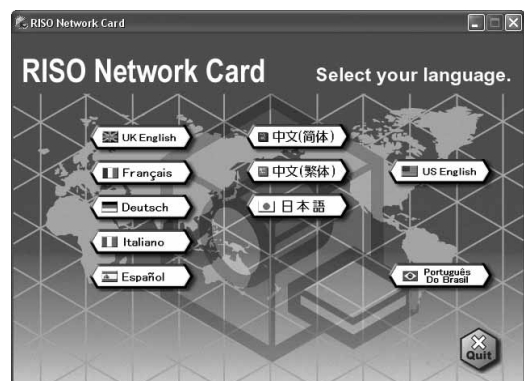 RISO Network Card
RISO Network Card
Select your language.
UK English
Français
Deutsch
Italiano
Español
中文(简体)
中文(繁体)
日本語
US English
Português
Do Brasil
Quit